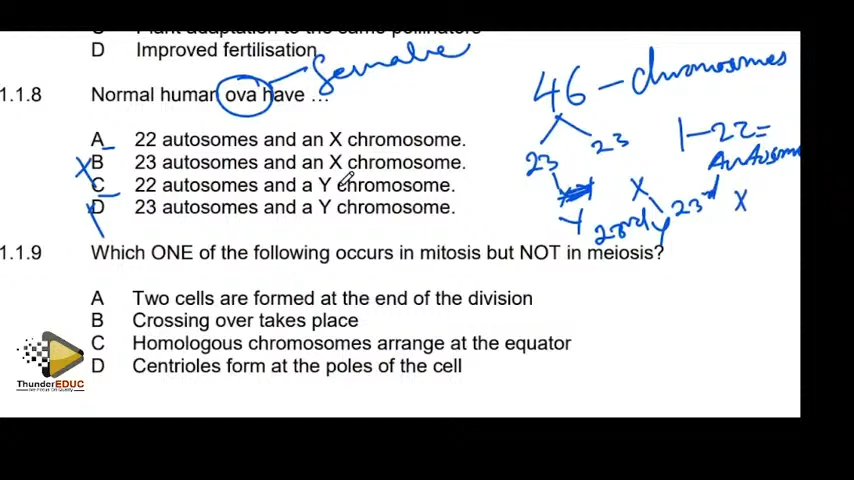 D Improved fertilisation
female
46 - chromosomes
1.1.8 Normal human ova have ...
A 22 autosomes and an X chromosome.
B 23 autosomes and an X chromosome.
C 22 autosomes and a Y chromosome.
D 23 autosomes and a Y chromosome.
23 23
1-22=
Autosom
X
Y 23rd Y 23rd X
1.1.9 Which ONE of the following occurs in mitosis but NOT in meiosis?
A Two cells are formed at the end of the division
B Crossing over takes place
C Homologous chromosomes arrange at the equator
D Centrioles form at the poles of the cell
ThunderEDUC